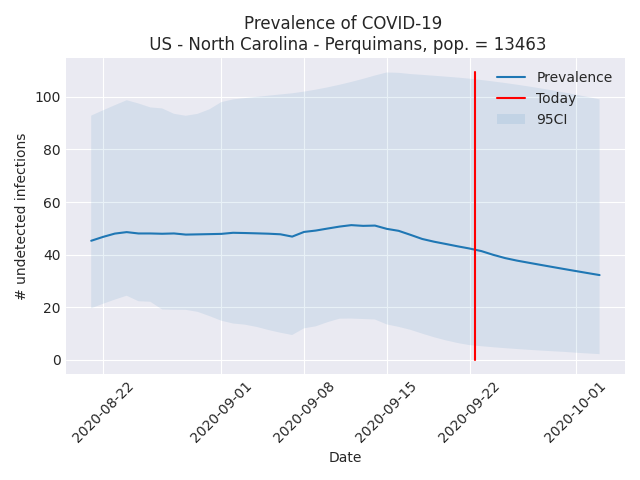 Prevalence of COVID-19
US - North Carolina - Perquimans, pop. = 13463
Prevalence
Today
95CI
# undetected infections
100
80
60
40
20
0
2020-08-22
2020-09-01
2020-09-08
2020-09-15
2020-09-22
2020-10-01
Date